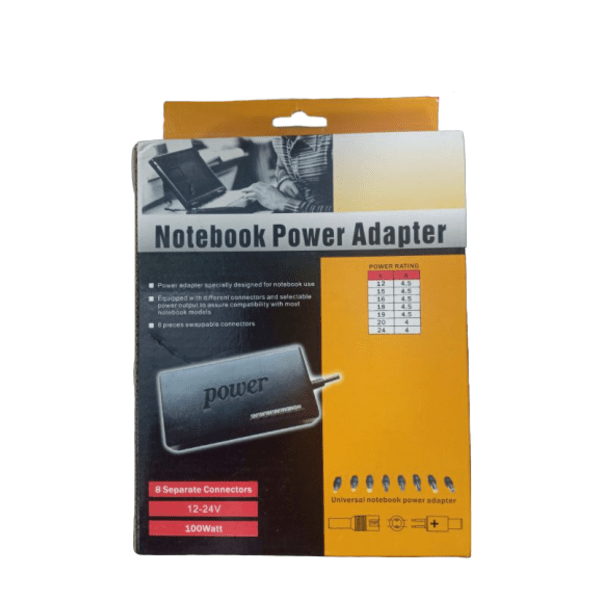 Notebook Power Adapter
Power adapter specially designed for notebook use
Equipped with different connectors and selectable
power output to assure compatibility with most
notebook models
8 pieces swappable connectors
POWER RATING
V A
12 4.5
15 4.5
16 4.5
18 4.5
19 4.5
20 4
24 4
power
8 Separate Connectors
12-24V
100Watt
Universal notebook power adapter
+